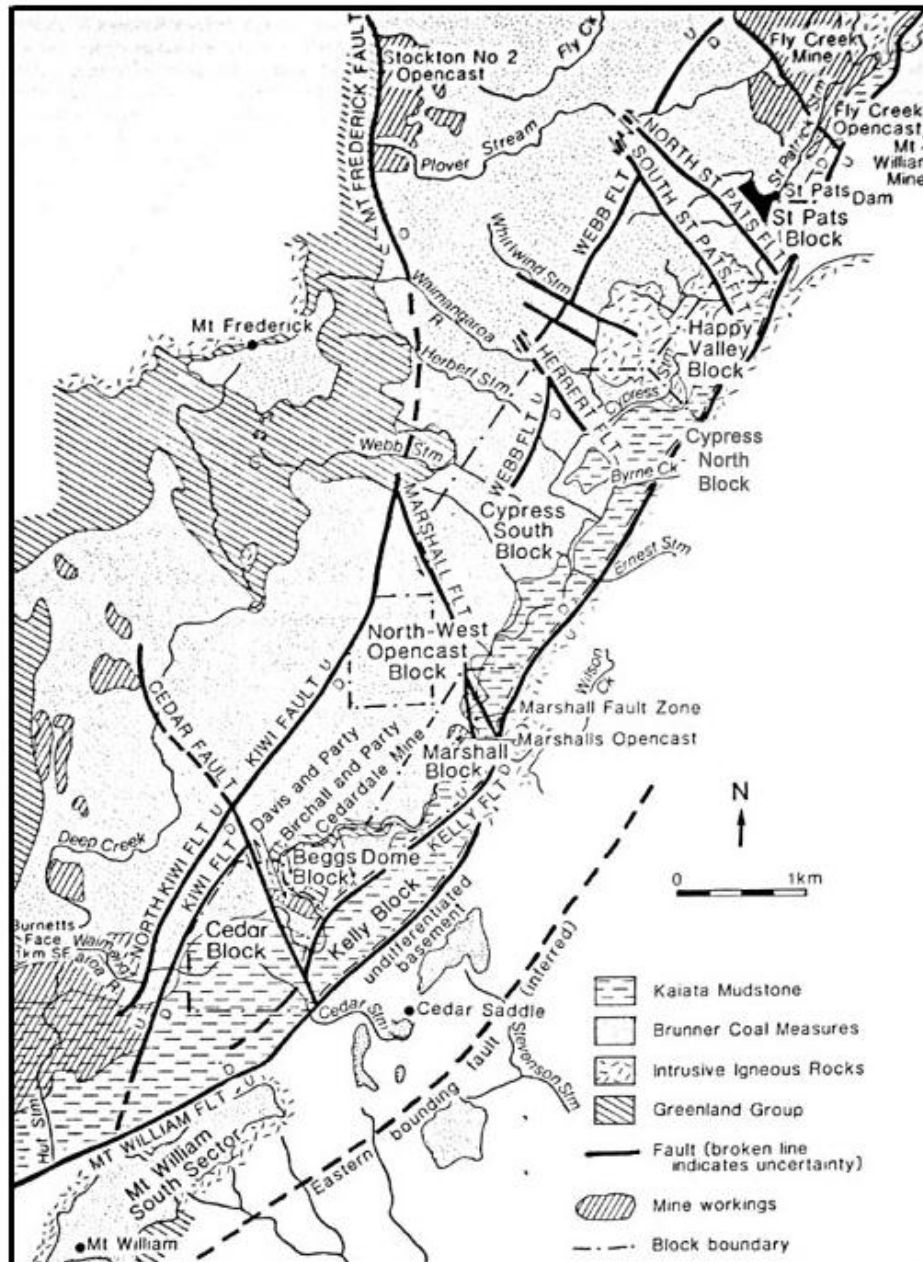 MT FREDERICK FAULT
Stockton No 2
Opencast
Fly Ck
Fly Creek
Mine
Fly Creek
Opencast
Mt
William
Mine
St Patrick Stm
St Pats
Dam
St Pats
Block
Plover Stream
NORTH ST PATS FLT
SOUTH ST PATS FLT
WEBB FLT
Whirlwind Stm
Waimangaroa
R
Mt Frederick
Herbert Stm
HERBERT FLT
Happy
Valley
Block
Cypress Stm
Cypress
North
Block
Webb Stm
WEBB FLT
Byrne Ck
Cypress
South
Block
MARSHALL FLT
Ernest Stm
North-West
Opencast
Block
Wilson
Ck
Marshall Fault Zone
Marshalls Opencast
Marshall
Block
CEDAR FAULT
KIWI FAULT
Davis and Party
Birchall and Party
Cedardale Mine
KELLY FLT
N
0 1km
Deep Creek
NORTH KIWI FLT
KIWI FLT
Beggs Dome
Block
Kelly Block
undifferentiated
basement
Burnetts
Face
1km SE
Waimang
aroa R
Cedar
Block
Cedar Stm
Cedar Saddle
Stevenson Stm
Hut Stm
MT WILLIAM FLT
Mt William
South Sector
Eastern bounding fault (inferred)
Mt William
Kaiata Mudstone
Brunner Coal Measures
Intrusive Igneous Rocks
Greenland Group
Fault (broken line
indicates uncertainty)
Mine workings
Block boundary